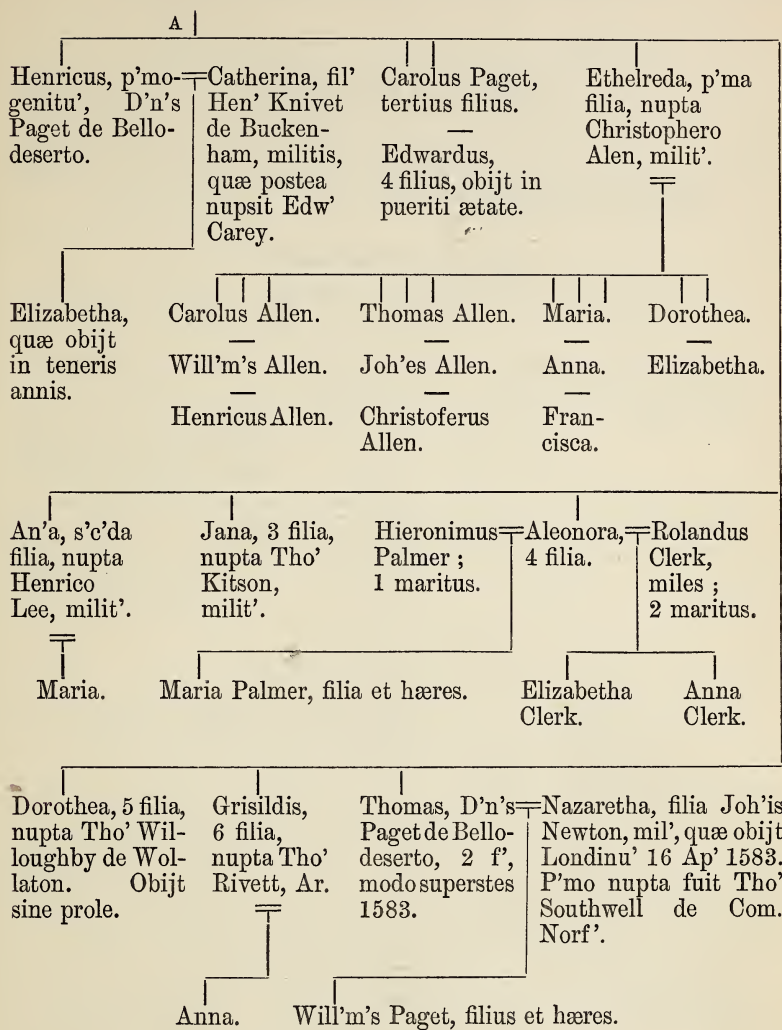 A
Henricus, p'mo-
genitu', D'n's
Paget de Bello-
deserto.
Catherina, fil'
Hen' Knivet
de Bucken-
ham, militis,
quæ postea
nupsit Edw'
Carey.
Carolus Paget,
tertius filius.
—
Edwardus,
4 filius, obijt in
pueriti ætate.
Ethelreda, p'ma
filia, nupta
Christophero
Alen, milit'.
Elizabetha,
quæ obijt
in teneris
annis.
Carolus Allen.
—
Will'm's Allen.
—
Henricus Allen.
Thomas Allen.
—
Joh'es Allen.
—
Christoferus
Allen.
Maria.
—
Anna.
—
Fran-
cisca.
Dorothea.
—
Elizabetha.
An'a, s'c'da
filia, nupta
Henrico
Lee, milit'.
Jana, 3 filia,
nupta Tho'
Kitson,
milit'.
Hieronimus
Palmer ;
1 maritus.
Aleonora,
4 filia.
Rolandus
Clerk,
miles ;
2 maritus.
Maria.
Maria Palmer, filia et hæres.
Elizabetha
Clerk.
Anna
Clerk.
Dorothea, 5 filia,
nupta Tho' Wil-
loughby de Wol-
laton. Obijt
sine prole.
Grisildis,
6 filia,
nupta Tho'
Rivett, Ar.
Thomas, D'n's
Paget de Bello-
deserto, 2 f',
modo superstes
1583.
Nazaretha, filia Joh'is
Newton, mil', quæ obijt
Londinu' 16 Ap' 1583.
P'mo nupta fuit Tho'
Southwell de Com.
Norf'.
Anna.
Will'm's Paget, filius et hæres.